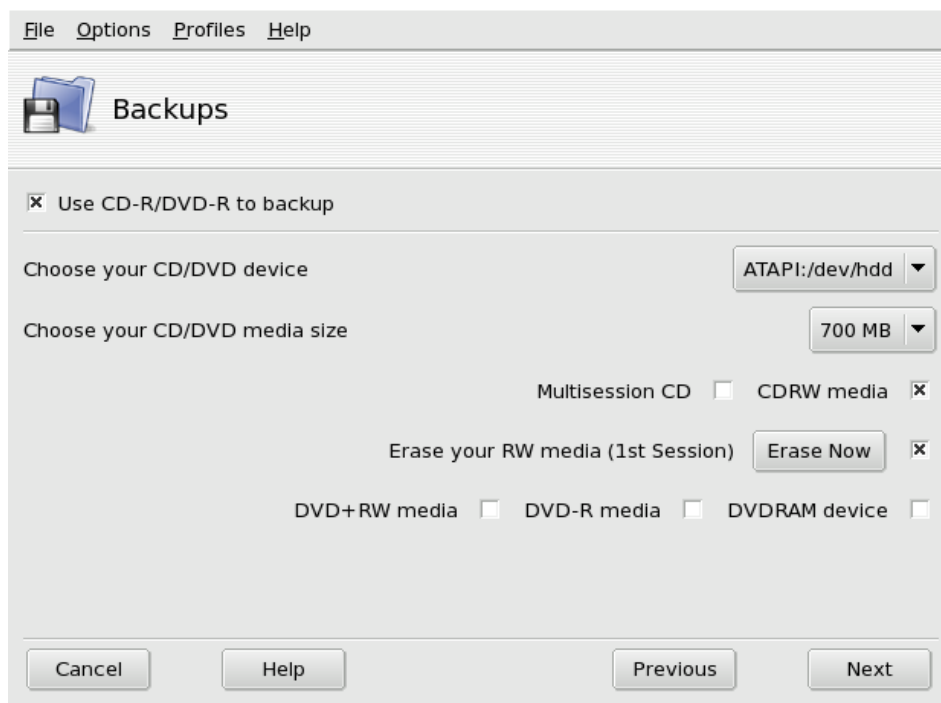 File Options Profiles Help
Backups
Use CD-R/DVD-R to backup
Choose your CD/DVD device ATAPI:/dev/hdd
Choose your CD/DVD media size 700 MB
Multisession CD CDRW media
Erase your RW media (1st Session) Erase Now
DVD+RW media DVD-R media DVDRAM device
Cancel Help Previous Next